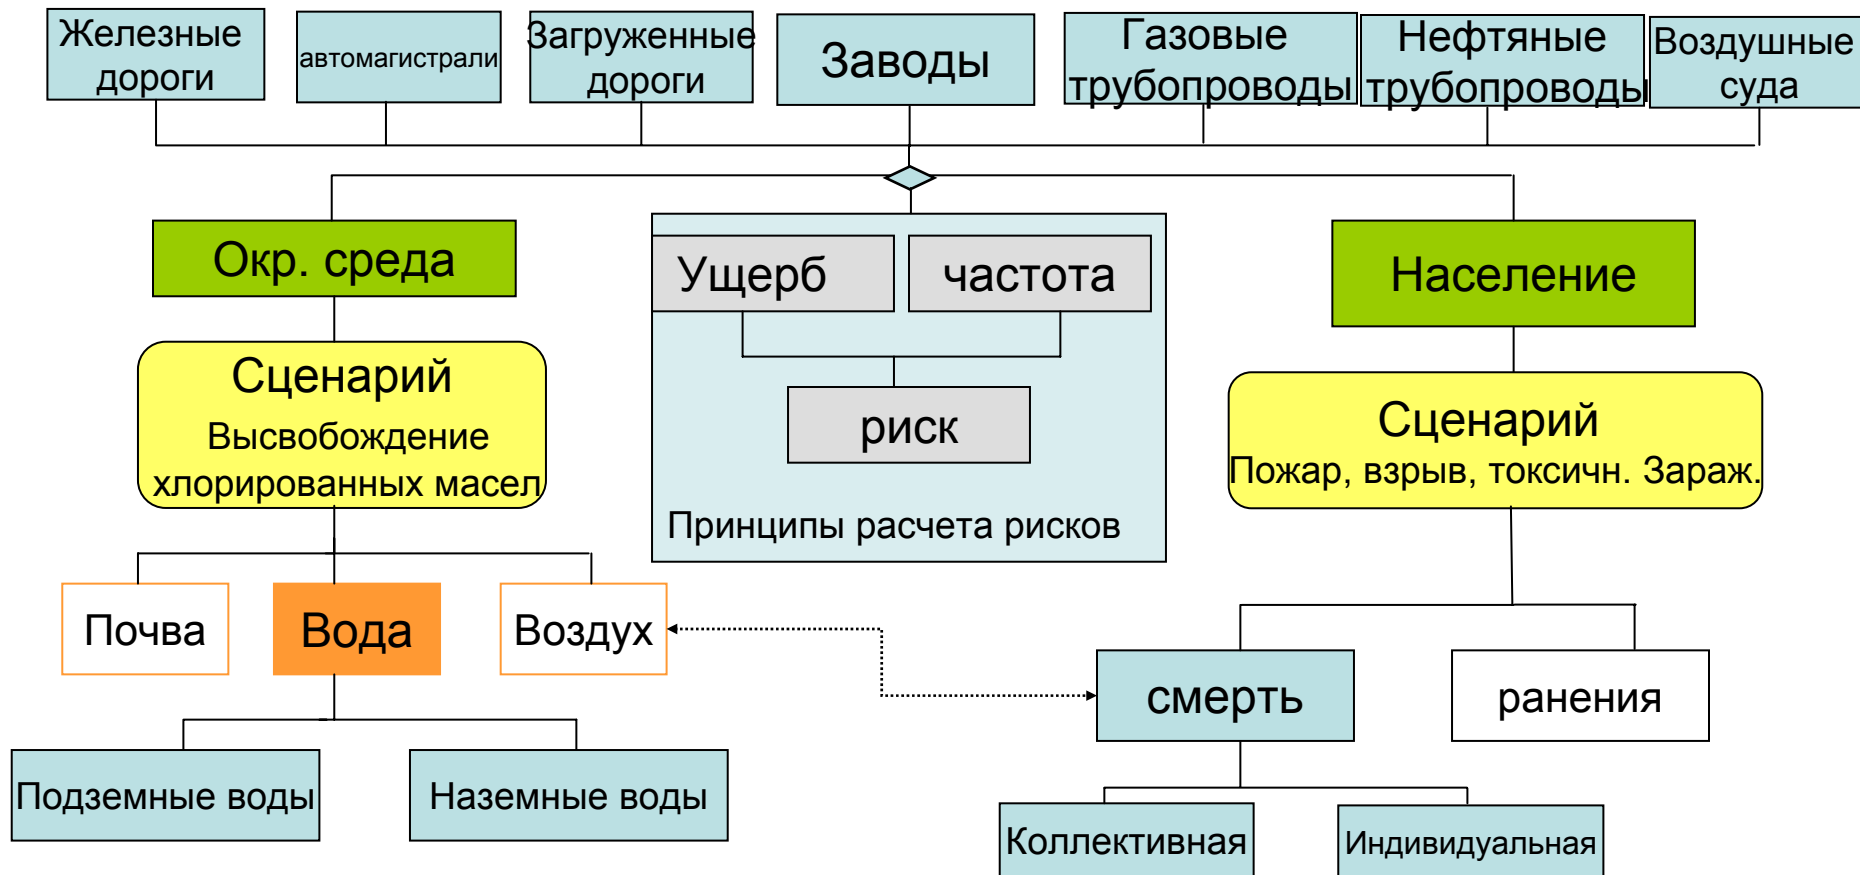 Железные
дороги
автомагистрали
Загруженные
дороги
Заводы
Газовые
трубопроводы
Нефтяные
трубопроводы
Воздушные
суда
Окр. среда
Ущерб
частота
Население
риск
Принципы расчета рисков
Сценарий
Высвобождение
хлорированных масел
Сценарий
Пожар, взрыв, токсичн. Зараж.
Почва
Вода
Воздух
смерть
ранения
Подземные воды
Наземные воды
Коллективная
Индивидуальная